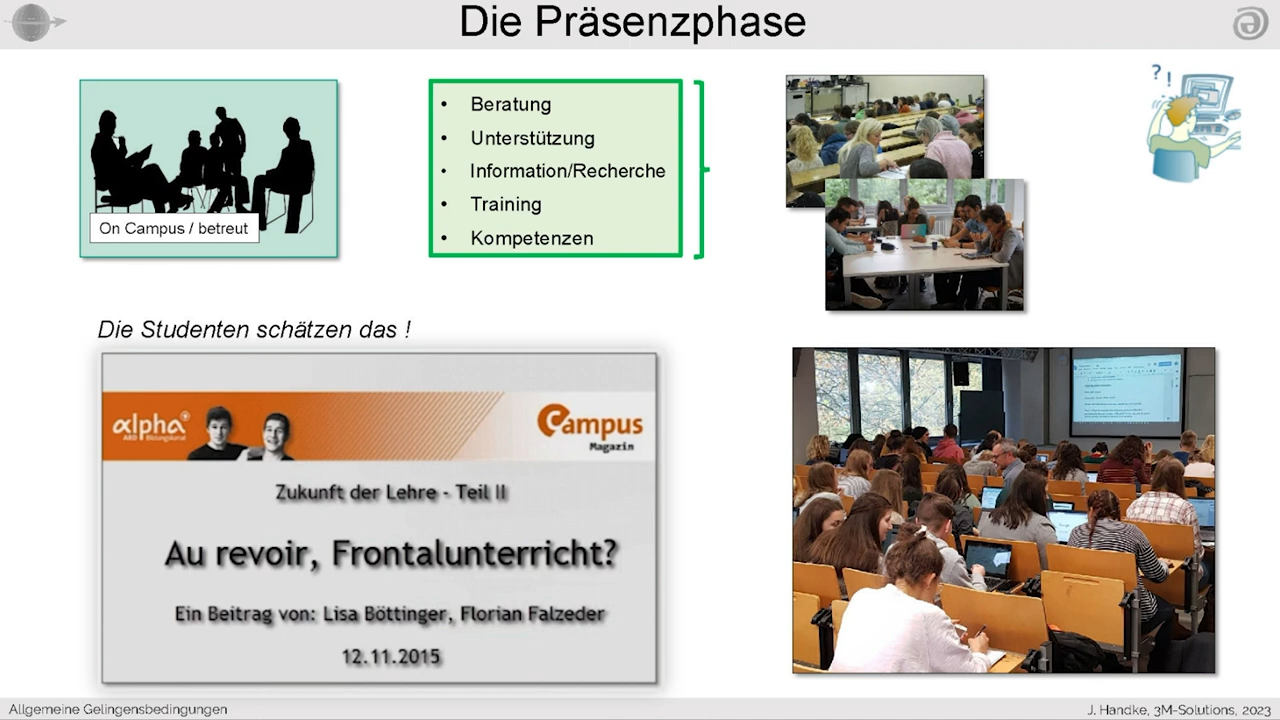 Die Präsenzphase
On Campus / betreut
• Beratung
• Unterstützung
• Information/Recherche
• Training
• Kompetenzen
? !
Die Studenten schätzen das !
alpha
ARD Bildungskanal
Campus
Magazin
Zukunft der Lehre - Teil II
Au revoir, Frontalunterricht?
Ein Beitrag von: Lisa Böttinger, Florian Falzeder
12.11.2015
Allgemeine Gelingensbedingungen
J. Handke, 3M-Solutions, 2023